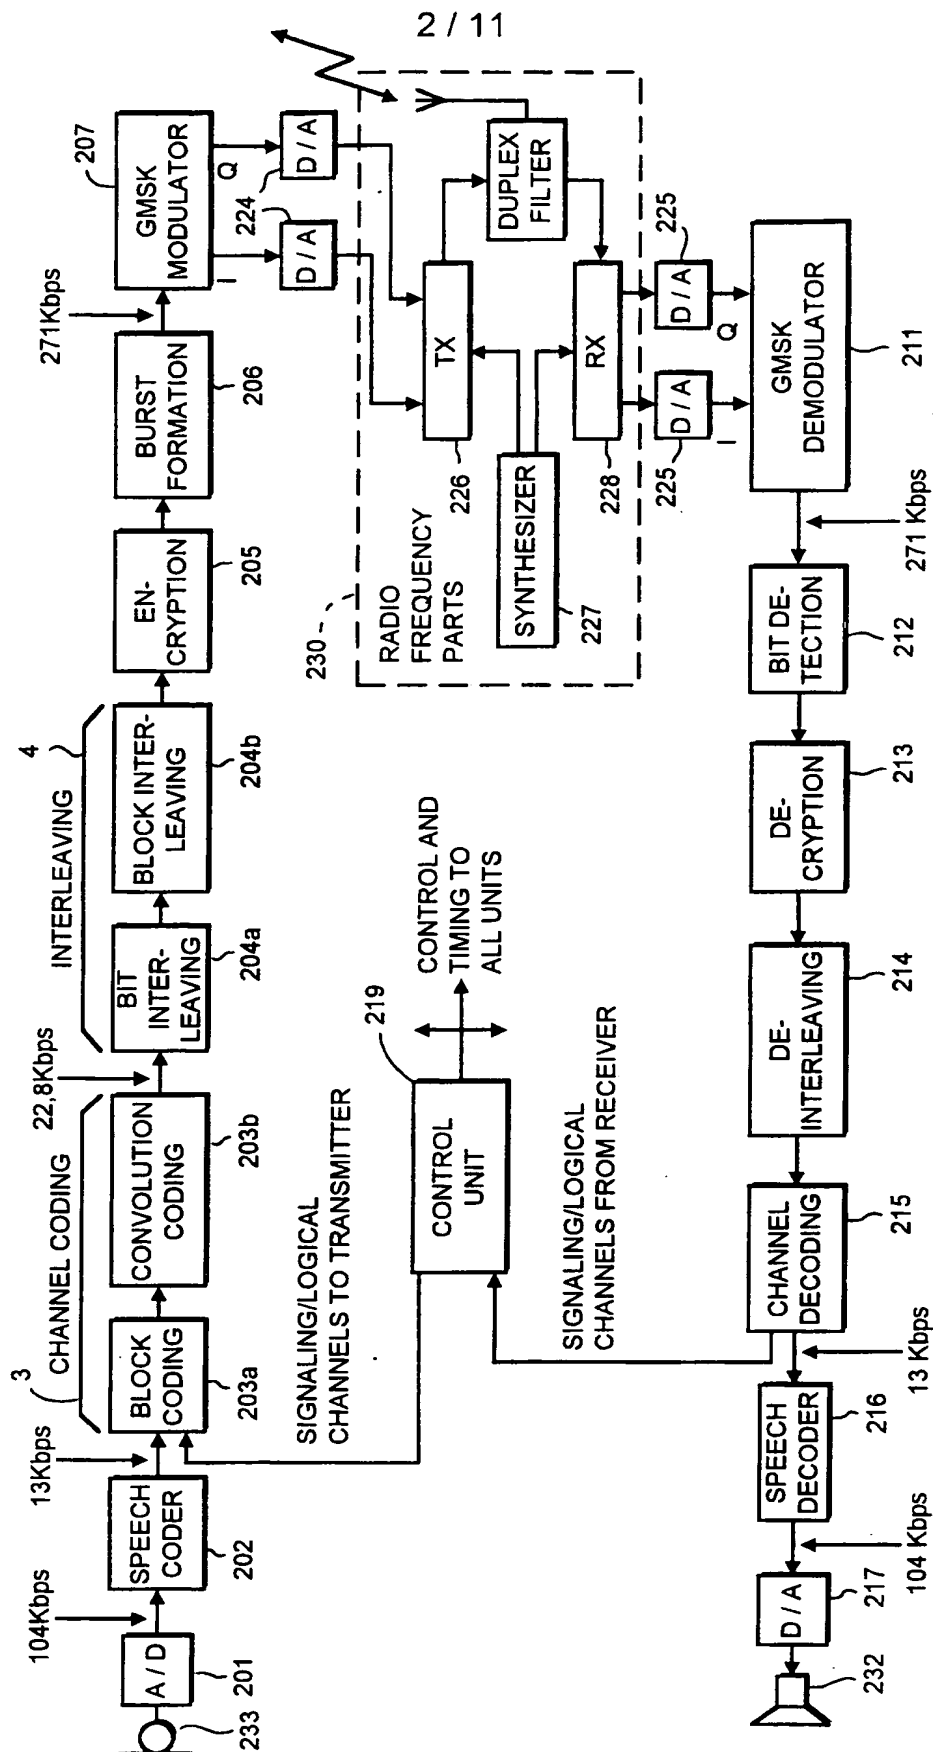 2 / 11
3
CHANNEL CODING
INTERLEAVING
4
104Kbps
13Kbps
22,8Kbps
271Kbps
207
A / D
SPEECH
CODER
BLOCK
CODING
CONVOLUTION
CODING
BIT
INTER-
LEAVING
BLOCK INTER-
LEAVING
EN-
CRYPTION
BURST
FORMATION
GMSK
MODULATOR
233
201
202
203a
203b
204a
204b
205
206
I
Q
224
D / A
D / A
SIGNALING/LOGICAL
CHANNELS TO TRANSMITTER
219
CONTROL
UNIT
CONTROL AND
TIMING TO
ALL UNITS
SIGNALING/LOGICAL
CHANNELS FROM RECEIVER
230
RADIO
FREQUENCY
PARTS
TX
226
DUPLEX
FILTER
SYNTHESIZER
227
RX
228
D / A
225
D / A
225
I
Q
232
D / A
217
SPEECH
DECODER
216
CHANNEL
DECODING
215
DE-
INTERLEAVING
214
DE-
CRYPTION
213
BIT DE-
TECTION
212
GMSK
DEMODULATOR
211
104 Kbps
13 Kbps
271 Kbps